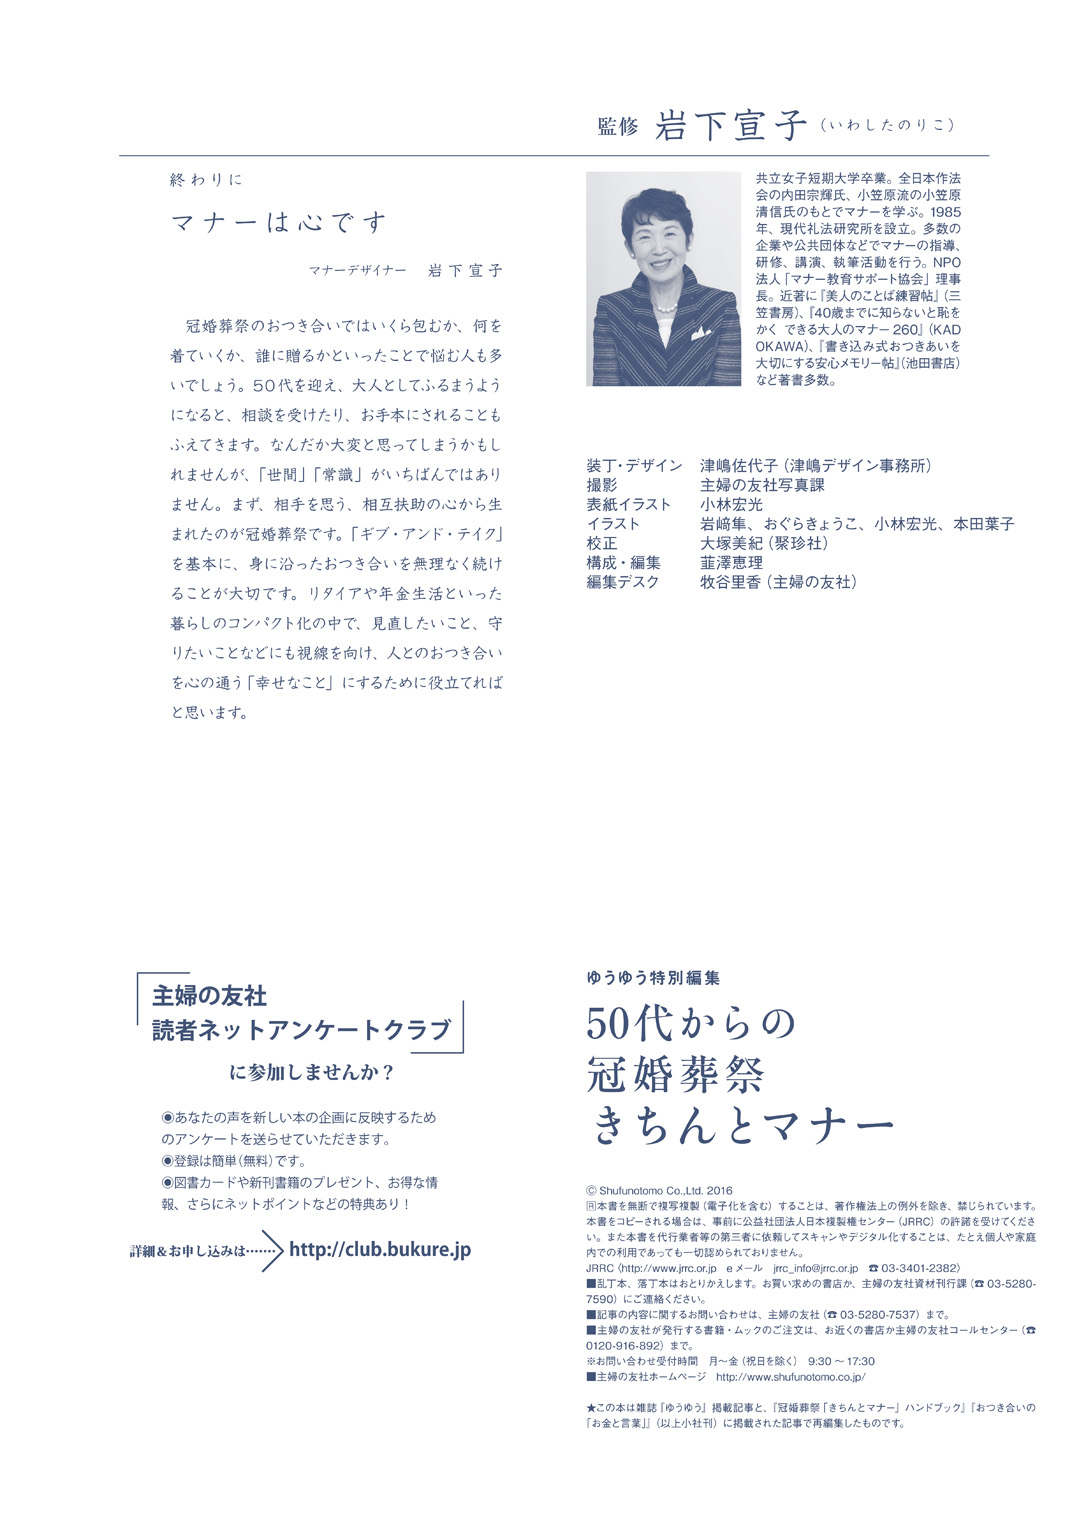 監修 岩下宣子（いわしたのりこ）
終わりに
マナーは心です
マナーデザイナー　岩下宣子
　冠婚葬祭のおつき合いではいくら包むか、何を
着ていくか、誰に贈るかといったことで悩む人も多
いでしょう。50代を迎え、大人としてふるまうよう
になると、相談を受けたり、お手本にされることも
ふえてきます。なんだか大変と思ってしまうかもし
れませんが、「世間」「常識」がいちばんではあり
ません。まず、相手を思う、相互扶助の心から生
まれたのが冠婚葬祭です。「ギブ・アンド・テイク」
を基本に、身に沿ったおつき合いを無理なく続け
ることが大切です。リタイアや年金生活といった
暮らしのコンパクト化の中で、見直したいこと、守
りたいことなどにも視線を向け、人とのおつき合い
を心の通う「幸せなこと」にするために役立てれば
と思います。
共立女子短期大学卒業。全日本作法
会の内田宗輝氏、小笠原流の小笠原
清信氏のもとでマナーを学ぶ。1985
年、現代礼法研究所を設立。多数の
企業や公共団体などでマナーの指導、
研修、講演、執筆活動を行う。NPO
法人「マナー教育サポート協会」理事
長。近著に『美人のことば練習帖』（三
笠書房）、『40歳までに知らないと恥を
かく できる大人のマナー260』（KAD
OKAWA）、『書き込み式おつきあいを
大切にする安心メモリー帖』（池田書店）
など著書多数。
装丁・デザイン　津嶋佐代子（津嶋デザイン事務所）
撮影　主婦の友社写真課
表紙イラスト　小林宏光
イラスト　岩﨑隼、おぐらきょうこ、小林宏光、本田葉子
校正　大塚美紀（聚珍社）
構成・編集　韮澤恵理
編集デスク　牧谷里香（主婦の友社）
主婦の友社
読者ネットアンケートクラブ
に参加しませんか？
◉あなたの声を新しい本の企画に反映するため
のアンケートを送らせていただきます。
◉登録は簡単（無料）です。
◉図書カードや新刊書籍のプレゼント、お得な情
報、さらにネットポイントなどの特典あり！
詳細＆お申し込みは…… http://club.bukure.jp
ゆうゆう特別編集
50代からの
冠婚葬祭
きちんとマナー
© Shufunotomo Co.,Ltd. 2016
🅁本書を無断で複写複製（電子化を含む）することは、著作権法上の例外を除き、禁じられています。
本書をコピーされる場合は、事前に公益社団法人日本複製権センター（JRRC）の許諾を受けてくださ
い。また本書を代行業者等の第三者に依頼してスキャンやデジタル化することは、たとえ個人や家庭
内での利用であっても一切認められておりません。
JRRC〈http://www.jrrc.or.jp　eメール　jrrc_info@jrrc.or.jp　☎03-3401-2382〉
■乱丁本、落丁本はおとりかえします。お買い求めの書店か、主婦の友社資材刊行課（☎03-5280-
7590）にご連絡ください。
■記事の内容に関するお問い合わせは、主婦の友社（☎03-5280-7537）まで。
■主婦の友社が発行する書籍・ムックのご注文は、お近くの書店か主婦の友社コールセンター（☎
0120-916-892）まで。
※お問い合わせ受付時間　月～金（祝日を除く）　9:30～17:30
■主婦の友社ホームページ　http://www.shufunotomo.co.jp/
★この本は雑誌『ゆうゆう』掲載記事と、『冠婚葬祭「きちんとマナー」ハンドブック』『おつき合いの
「お金と言葉」』（以上小社刊）に掲載された記事で再編集したものです。